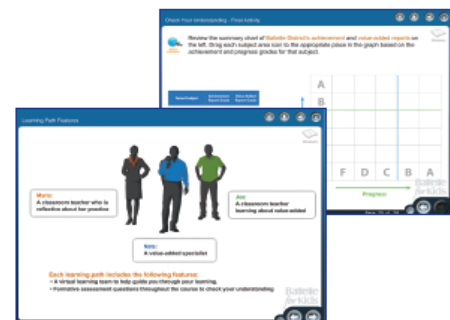 Check Your Understanding - Final Activity
Review the summary chart of Battelle District's achievement and value-added reports on
the left. Drag each subject area icon to the appropriate place in the graph based on the
achievement and progress grades for that subject.
A
B
F D C B A
Progress
Battelle
for Kids
Learning Path Features
Maria:
A classroom teacher who is
reflective about her practice
Joe:
A classroom teacher
learning about value-added
Nate:
A value-added specialist
Each learning path includes the following features:
• A virtual learning team to help guide you through your learning.
• Formative assessment questions throughout the course to check your understanding
Battelle
for Kids